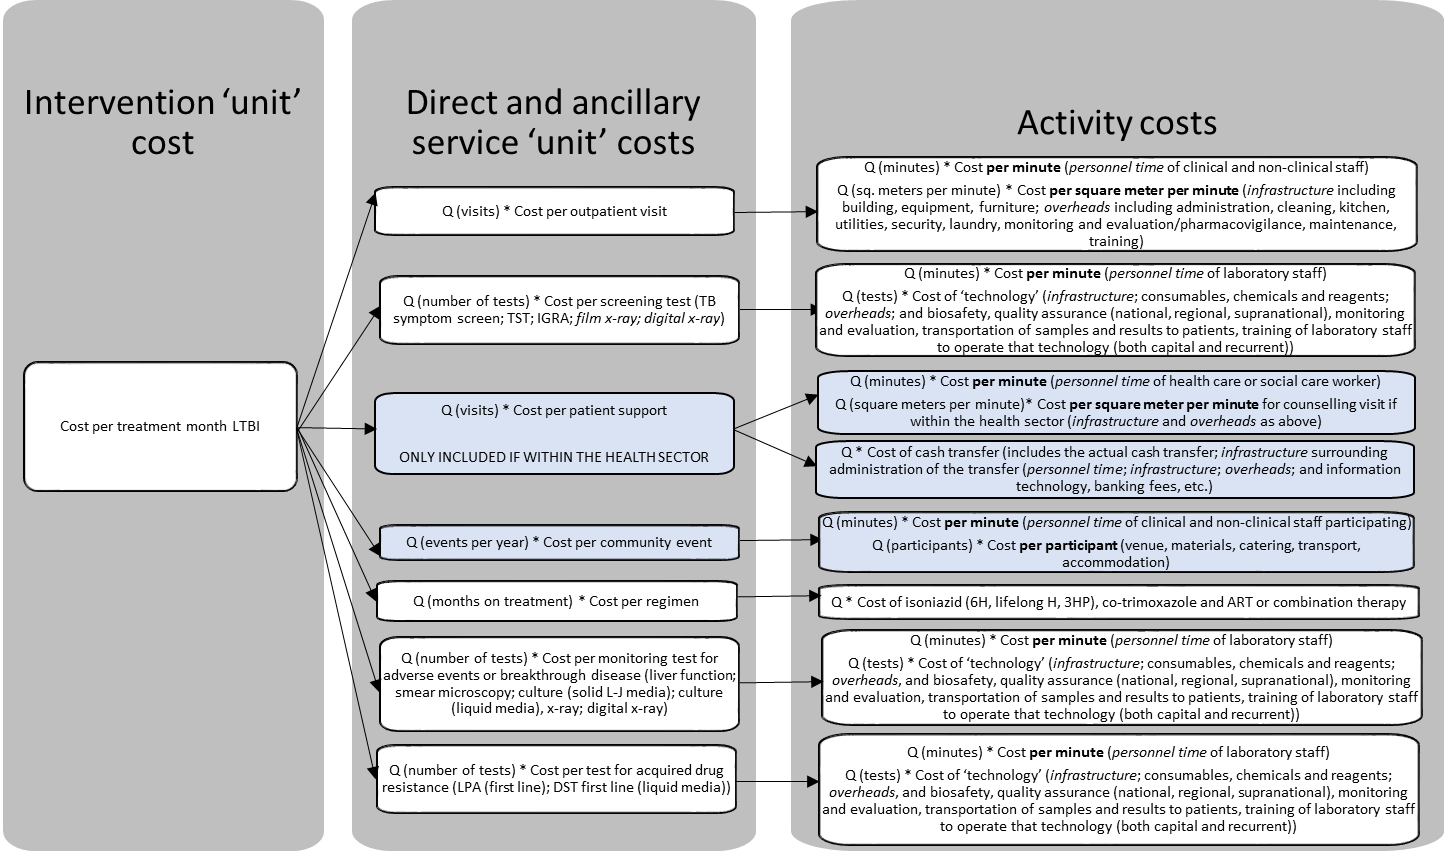 Intervention ‘unit’
cost
Cost per treatment month LTBI
Direct and ancillary
service ‘unit’ costs
Q (visits) * Cost per outpatient visit
Q (number of tests) * Cost per screening test (TB
symptom screen; TST; IGRA; film x-ray; digital x-ray)
Q (visits) * Cost per patient support
ONLY INCLUDED IF WITHIN THE HEALTH SECTOR
Q (events per year) * Cost per community event
Q (months on treatment) * Cost per regimen
Q (number of tests) * Cost per monitoring test for
adverse events or breakthrough disease (liver function;
smear microscopy; culture (solid L-J media); culture
(liquid media), x-ray; digital x-ray)
Q (number of tests) * Cost per test for acquired drug
resistance (LPA (first line); DST first line (liquid media))
Activity costs
Q (minutes) * Cost per minute (personnel time of clinical and non-clinical staff)
Q (sq. meters per minute) * Cost per square meter per minute (infrastructure including
building, equipment, furniture; overheads including administration, cleaning, kitchen,
utilities, security, laundry, monitoring and evaluation/pharmacovigilance, maintenance,
training)
Q (minutes) * Cost per minute (personnel time of laboratory staff)
Q (tests) * Cost of ‘technology’ (infrastructure; consumables, chemicals and reagents;
overheads; and biosafety, quality assurance (national, regional, supranational), monitoring
and evaluation, transportation of samples and results to patients, training of laboratory staff
to operate that technology (both capital and recurrent))
Q (minutes) * Cost per minute (personnel time of health care or social care worker)
Q (square meters per minute)* Cost per square meter per minute for counselling visit if
within the health sector (infrastructure and overheads as above)
Q * Cost of cash transfer (includes the actual cash transfer; infrastructure surrounding
administration of the transfer (personnel time; infrastructure; overheads; and information
technology, banking fees, etc.)
Q (minutes) * Cost per minute (personnel time of clinical and non-clinical staff participating)
Q (participants) * Cost per participant (venue, materials, catering, transport,
accommodation)
Q * Cost of isoniazid (6H, lifelong H, 3HP), co-trimoxazole and ART or combination therapy
Q (minutes) * Cost per minute (personnel time of laboratory staff)
Q (tests) * Cost of ‘technology’ (infrastructure; consumables, chemicals and reagents;
overheads, and biosafety, quality assurance (national, regional, supranational), monitoring
and evaluation, transportation of samples and results to patients, training of laboratory staff
to operate that technology (both capital and recurrent))
Q (minutes) * Cost per minute (personnel time of laboratory staff)
Q (tests) * Cost of ‘technology’ (infrastructure; consumables, chemicals and reagents;
overheads, and biosafety, quality assurance (national, regional, supranational), monitoring
and evaluation, transportation of samples and results to patients, training of laboratory staff
to operate that technology (both capital and recurrent))